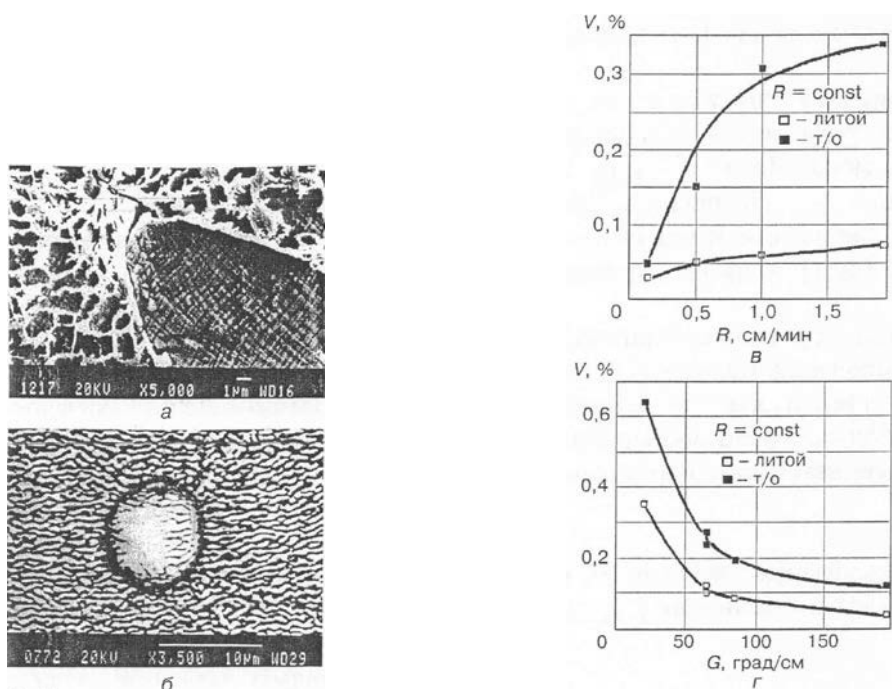 1217 20KV X5,000 1μm WD16
а
0772 20KV X3,500 10μm WD29
б
V, %
0,3
0,2
0,1
0
R = const
□ – литой
■ – т/о
0,5 1,0 1,5
R, см/мин
в
V, %
0,6
0,4
0,2
0
R = const
□ – литой
■ – т/о
50 100 150
G, град/см
г